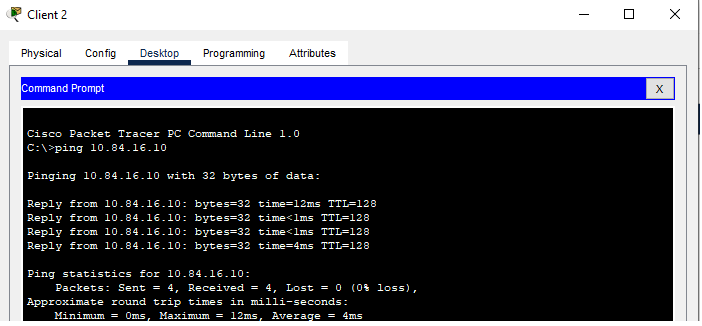 Client 2
Physical Config Desktop Programming Attributes
Command Prompt X
Cisco Packet Tracer PC Command Line 1.0
C:\>ping 10.84.16.10
Pinging 10.84.16.10 with 32 bytes of data:
Reply from 10.84.16.10: bytes=32 time=12ms TTL=128
Reply from 10.84.16.10: bytes=32 time<1ms TTL=128
Reply from 10.84.16.10: bytes=32 time<1ms TTL=128
Reply from 10.84.16.10: bytes=32 time=4ms TTL=128
Ping statistics for 10.84.16.10:
Packets: Sent = 4, Received = 4, Lost = 0 (0% loss),
Approximate round trip times in milli-seconds:
Minimum = 0ms, Maximum = 12ms, Average = 4ms